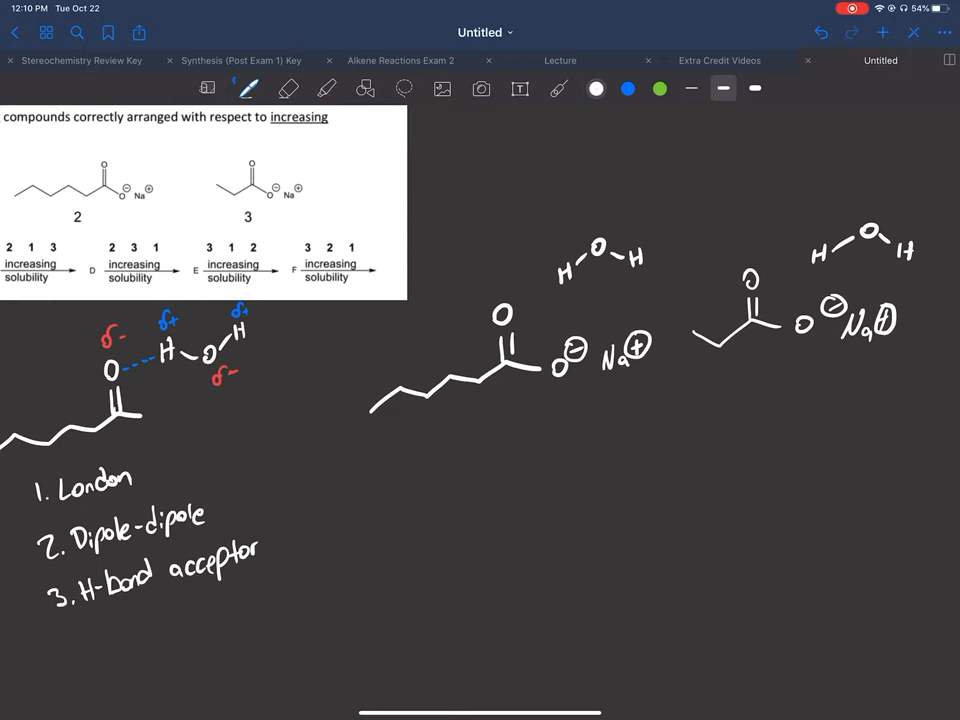 12:10 PM Tue Oct 22
54%
Untitled
Stereochemistry Review Key
Synthesis (Post Exam 1) Key
Alkene Reactions Exam 2
Lecture
Extra Credit Videos
Untitled
compounds correctly arranged with respect to increasing
O
O ⊖ Na ⊕
2
O
O ⊖ Na ⊕
3
2 1 3
increasing
solubility
D
2 3 1
increasing
solubility
E
3 1 2
increasing
solubility
F
3 2 1
increasing
solubility
δ-
δ+
δ+
O
H
O
H
δ-
1. London
2. Dipole-dipole
3. H-bond acceptor
H
O
H
O
O ⊖ Na ⊕
H
O
H
O
O ⊖ Na ⊕